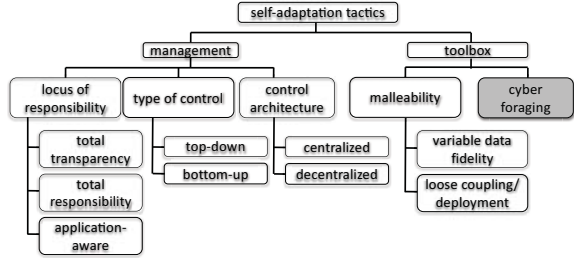 self-adaptation tactics
management
toolbox
locus of
responsibility
type of control
control
architecture
malleability
cyber
foraging
total
transparency
total
responsibility
application-
aware
top-down
bottom-up
centralized
decentralized
variable data
fidelity
loose coupling/
deployment